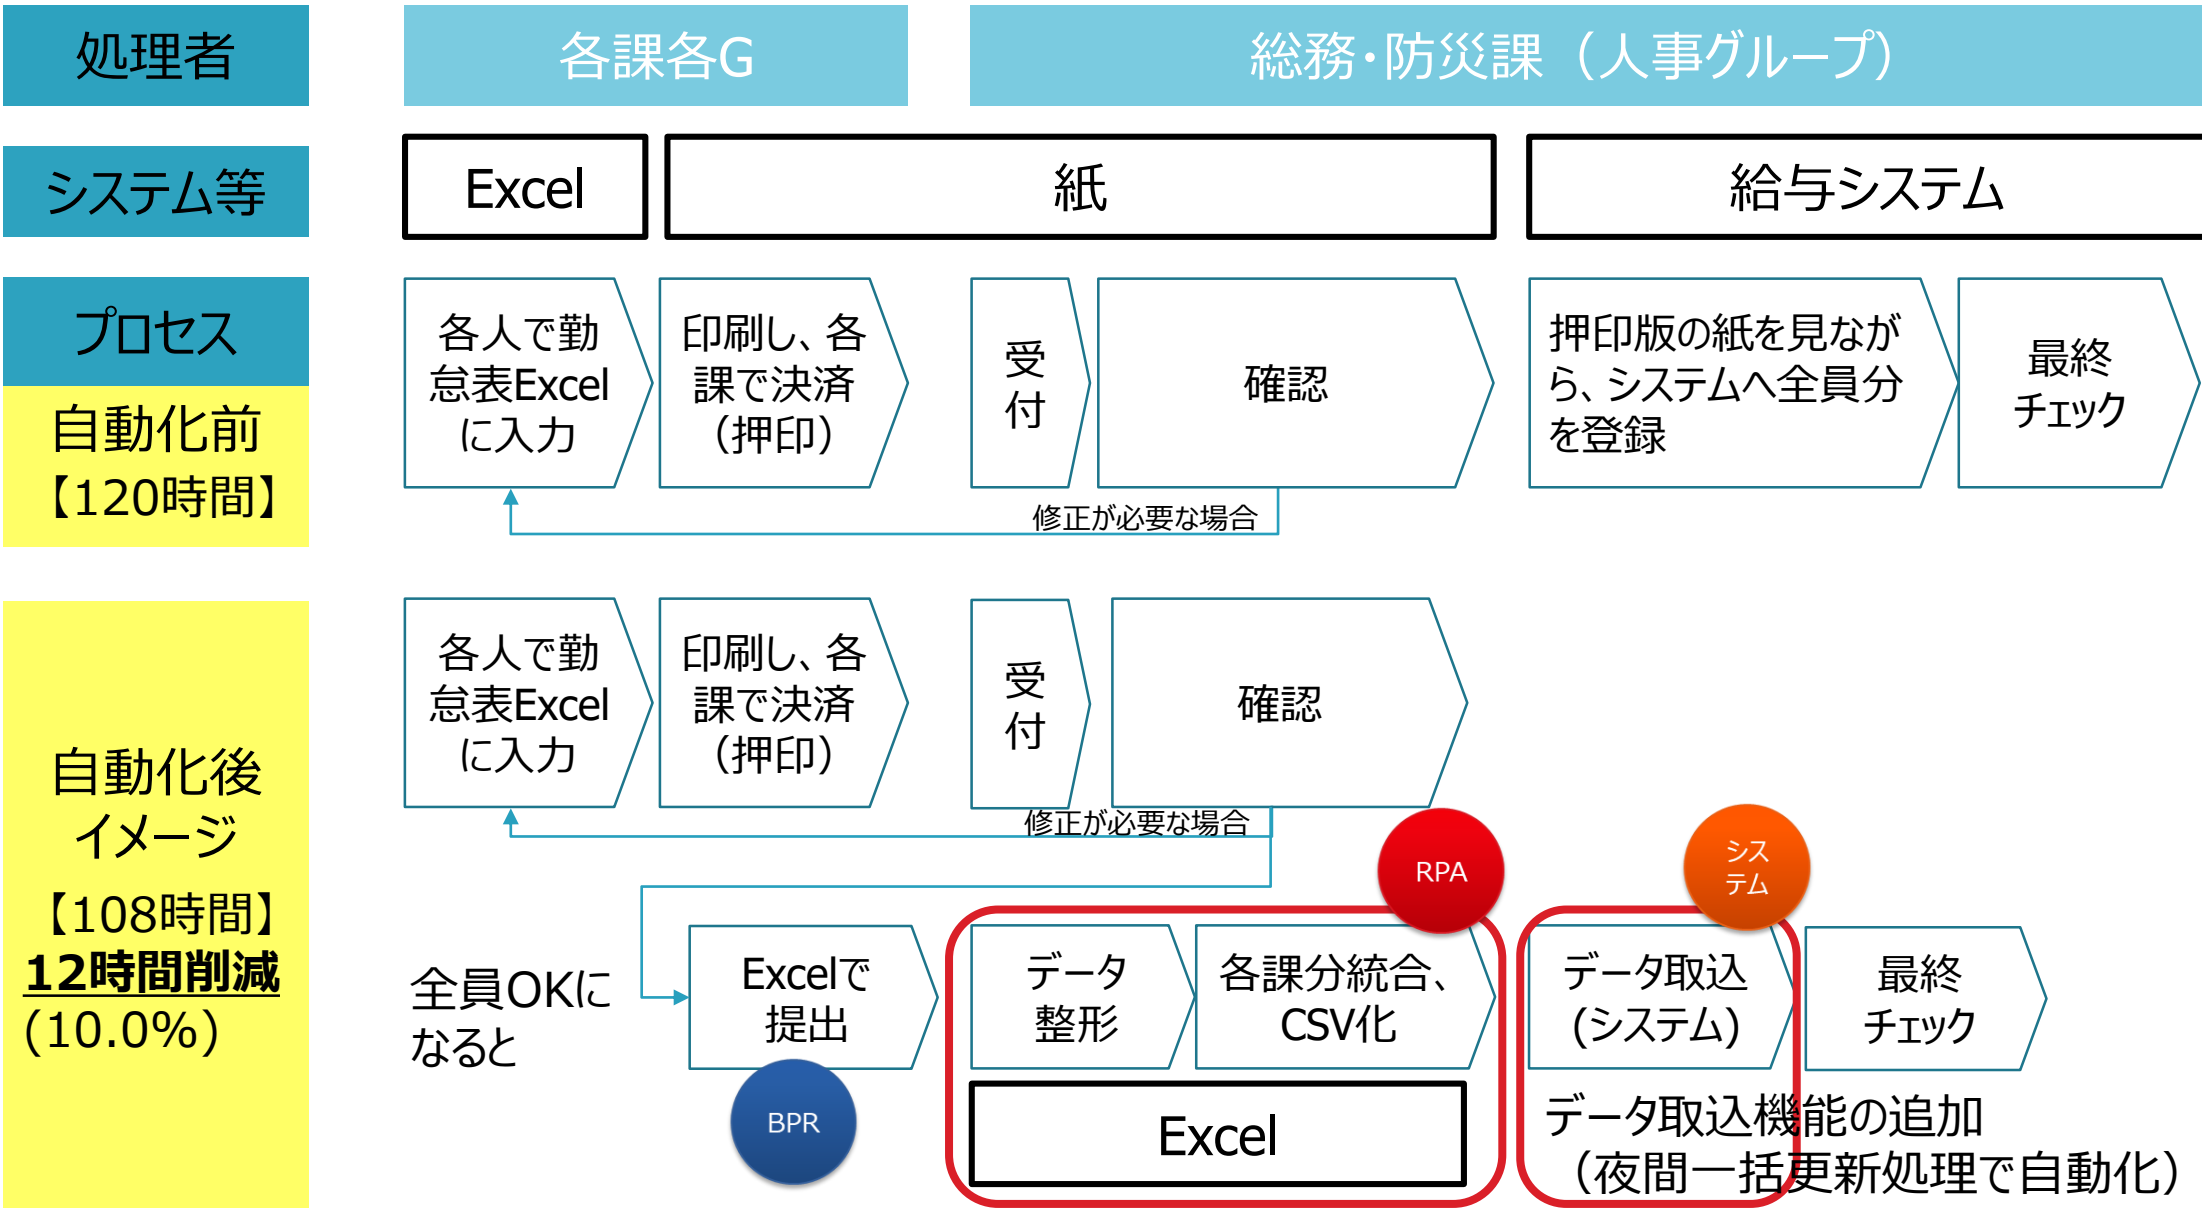 処理者
各課各G
総務・防災課（人事グループ）
システム等
Excel
紙
給与システム
プロセス
自動化前
【120時間】
各人で勤
怠表Excel
に入力
印刷し、各
課で決済
（押印）
受
付
確認
押印版の紙を見なが
ら、システムへ全員分
を登録
最終
チェック
修正が必要な場合
自動化後
イメージ
【108時間】
12時間削減
(10.0%)
各人で勤
怠表Excel
に入力
印刷し、各
課で決済
（押印）
受
付
確認
修正が必要な場合
RPA
シス
テム
全員OKに
なると
Excelで
提出
BPR
データ
整形
各課分統合、
CSV化
Excel
データ取込
(システム)
最終
チェック
データ取込機能の追加
（夜間一括更新処理で自動化）